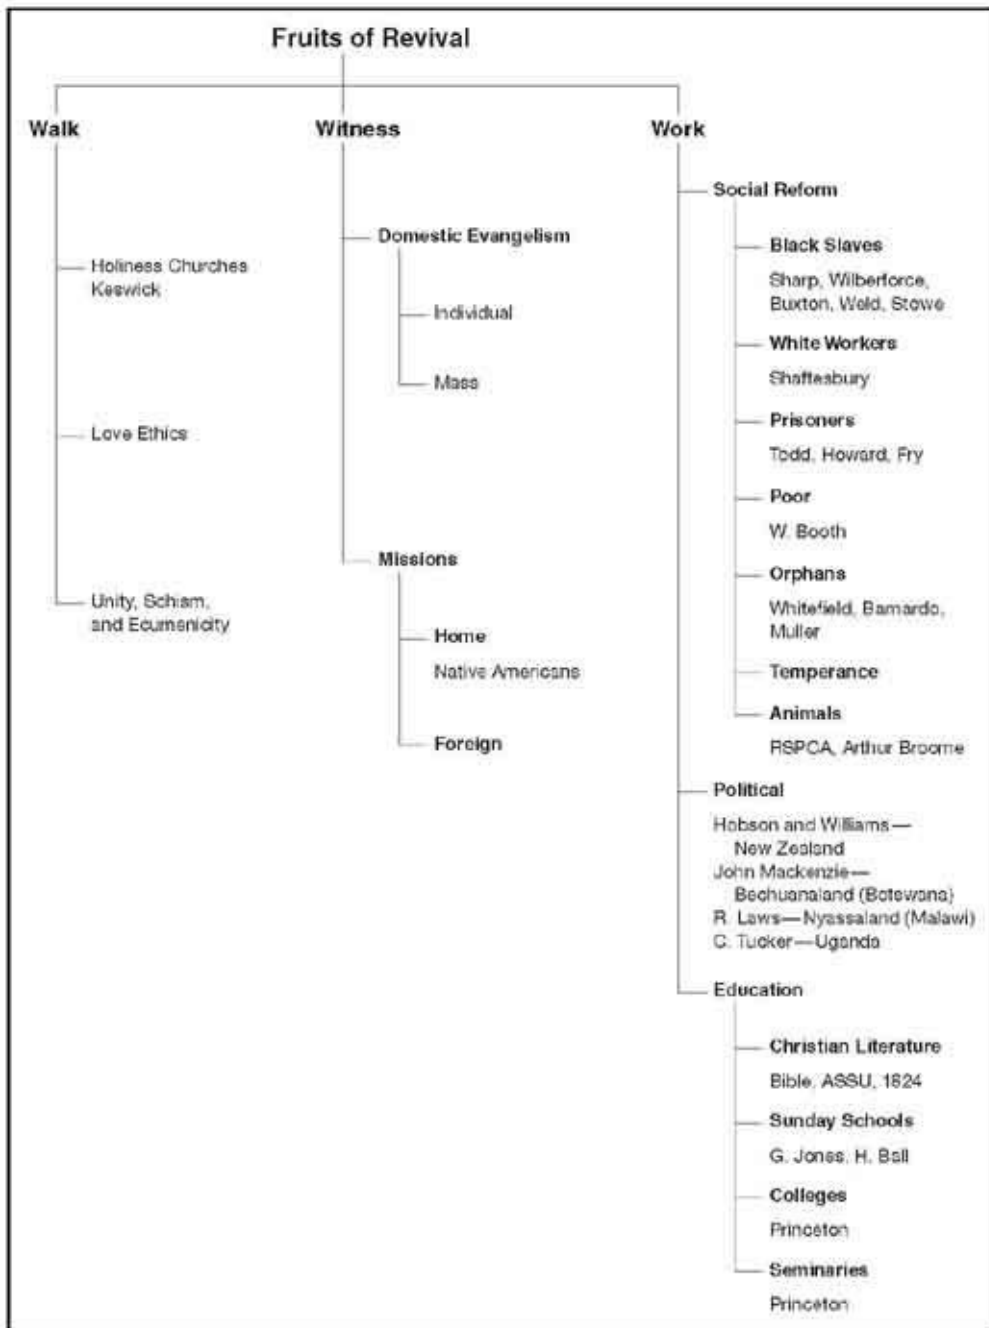 Fruits of Revival
Walk
Holiness Churches
Keswick
Love Ethics
Unity, Schism,
and Ecumenicity
Witness
Domestic Evangelism
Individual
Mass
Missions
Home
Native Americans
Foreign
Work
Social Reform
Black Slaves
Sharp, Wilberforce,
Buxton, Weld, Stowe
White Workers
Shaftesbury
Prisoners
Todd, Howard, Fry
Poor
W. Booth
Orphans
Whitefield, Barnardo,
Muller
Temperance
Animals
RSPCA, Arthur Broome
Political
Hobson and Williams—
New Zealand
John Mackenzie—
Bechuanaland (Botewana)
R. Laws—Nyassaland (Malawi)
C. Tucker—Uganda
Education
Christian Literature
Bible, ASSU, 1824
Sunday Schools
G. Jones, H. Ball
Colleges
Princeton
Seminaries
Princeton